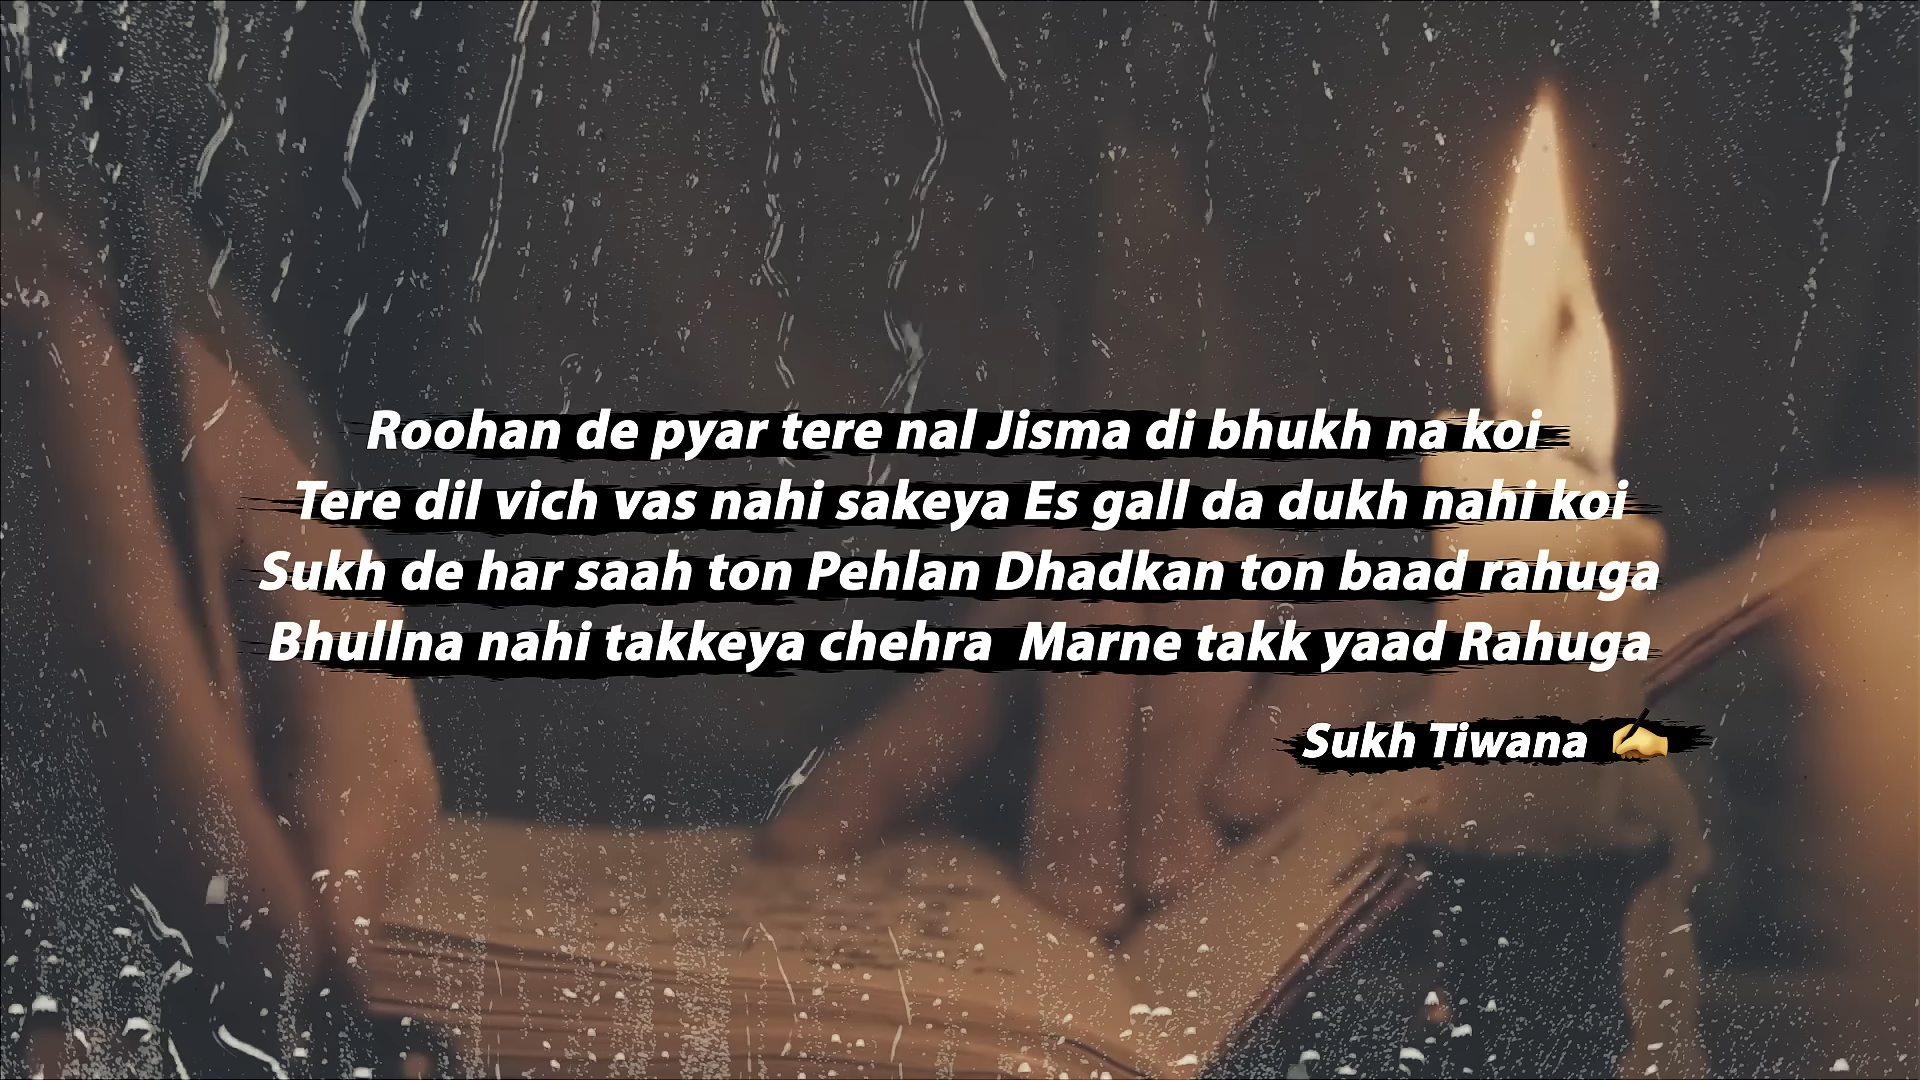 Roohan de pyar tere nal Jisma di bhukh na koi
Tere dil vich vas nahi sakeya Es gall da dukh nahi koi
Sukh de har saah ton Pehlan Dhadkan ton baad rahuga
Bhullna nahi takkeya chehra  Marne takk yaad Rahuga
Sukh Tiwana ✍️